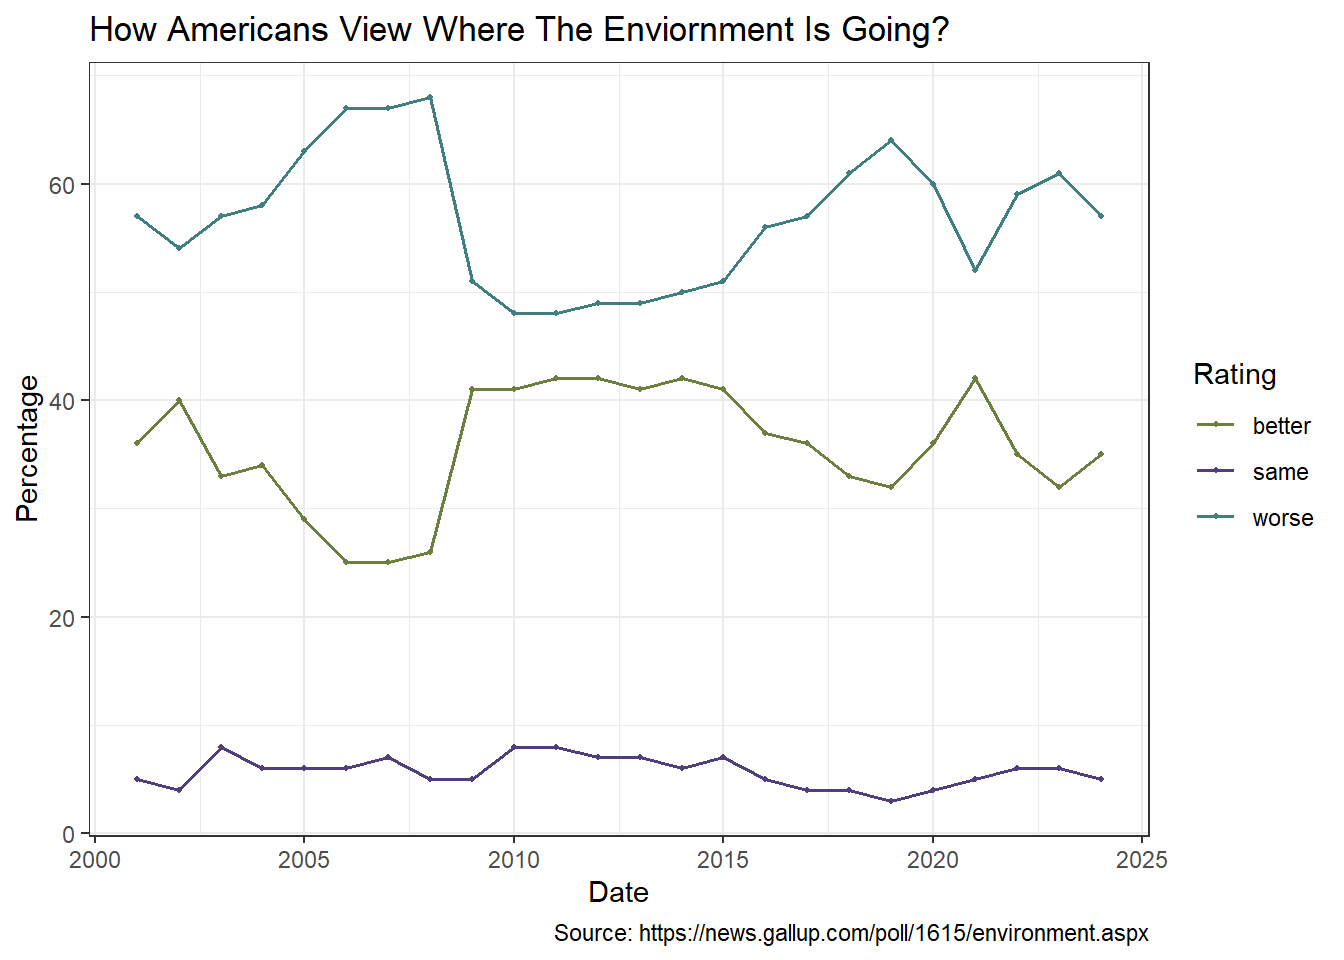 How Americans View Where The Enviornment Is Going?
Percentage
60
40
20
0
2000 2005 2010 2015 2020 2025
Date
Rating
better
same
worse
Source: https://news.gallup.com/poll/1615/environment.aspx